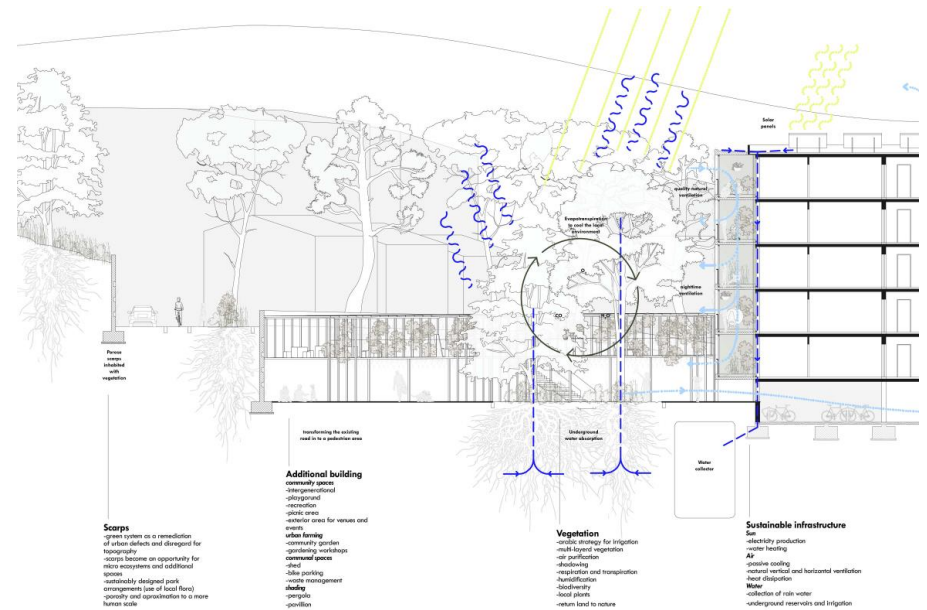 Solar
panels
quality natural
ventilation
Evapotranspiration
to cool the local
environment
O₂
nighttime
ventilation
CO₂
H₂O
Porose
scarps
inhabited
with
vegetation
transforming the existing
road in to a pedestrian area
Underground
water absorption
Water
collector
Scarps
-green system as a remediation
of urban defects and disregard for
topography
-scarps become an opportunity for
micro ecosystems and additional
spaces
-sustainably designed park
arrangements (use of local flora)
-porosity and aproximation to a more
human scale
Additional building
community spaces
-intergenerational
-playgorund
-recreation
-picnic area
-exterior area for venues and
events
urban farming
-community garden
-gardening workshops
communal spaces
-shed
-bike parking
-waste management
shading
-pergola
-pavillion
Vegetation
-arabic strategy for irrigation
-multi-layerd vegetation
-air purification
-shadowing
-respiration and transpiration
-humidification
-biodiversity
-local plants
-return land to nature
Sustainable infrastructure
Sun
-electricity production
-water heating
Air
-passive cooling
-natural vertical and horizontal ventilation
-heat dissipation
Water
-collection of rain water
-underground reservoirs and irrigation